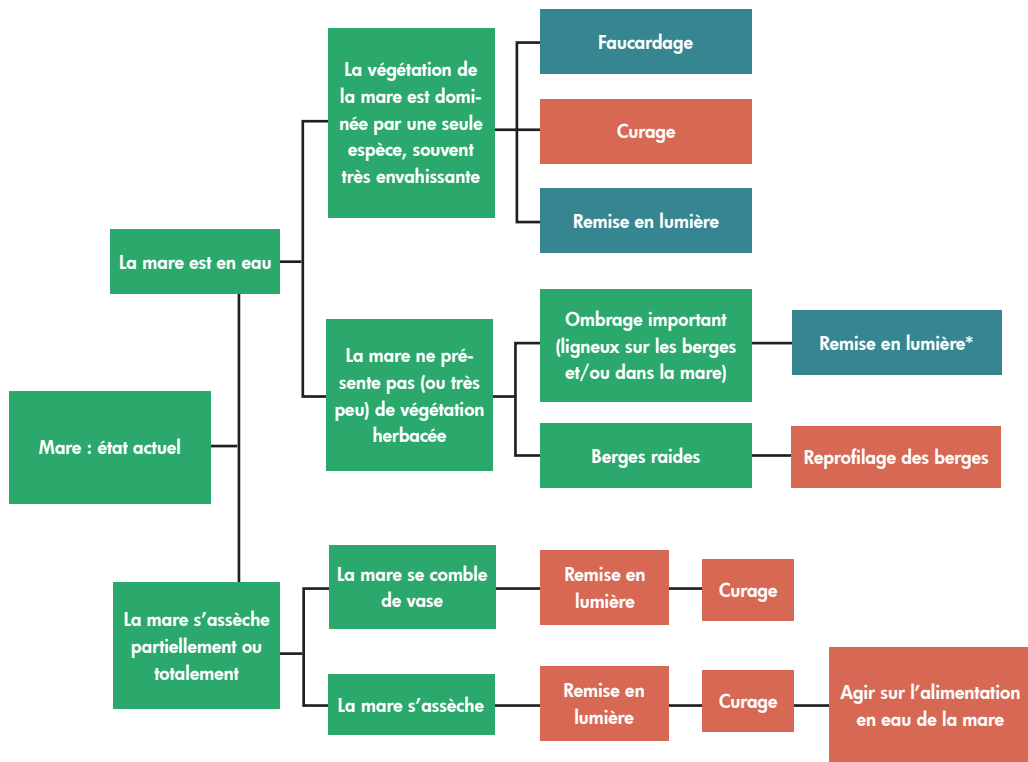 Mare : état actuel
La mare est en eau
La végétation de
la mare est domi-
née par une seule
espèce, souvent
très envahissante
Faucardage
Curage
Remise en lumière
La mare ne pré-
sente pas (ou très
peu) de végétation
herbacée
Ombrage important
(ligneux sur les berges
et/ou dans la mare)
Remise en lumière*
Berges raides
Reprofilage des berges
La mare s’assèche
partiellement ou
totalement
La mare se comble
de vase
Remise en
lumière
Curage
La mare s’assèche
Remise en
lumière
Curage
Agir sur l’alimentation
en eau de la mare